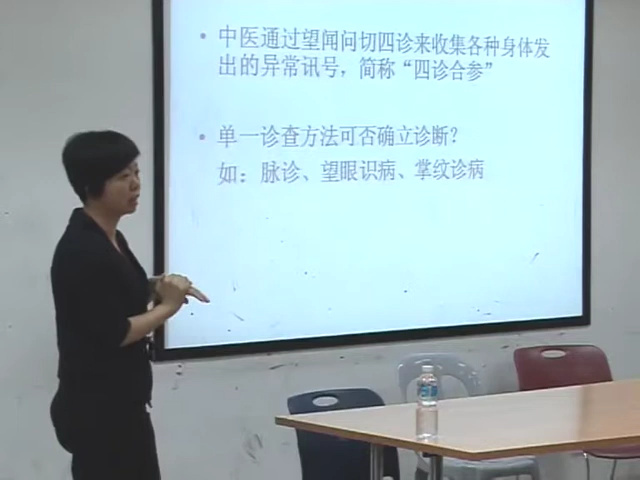 • 中医通过望闻问切四诊来收集各种身体发
出的异常讯号，简称“四诊合参”
• 单一诊查方法可否确立诊断？
如：脉诊、望眼识病、掌纹诊病